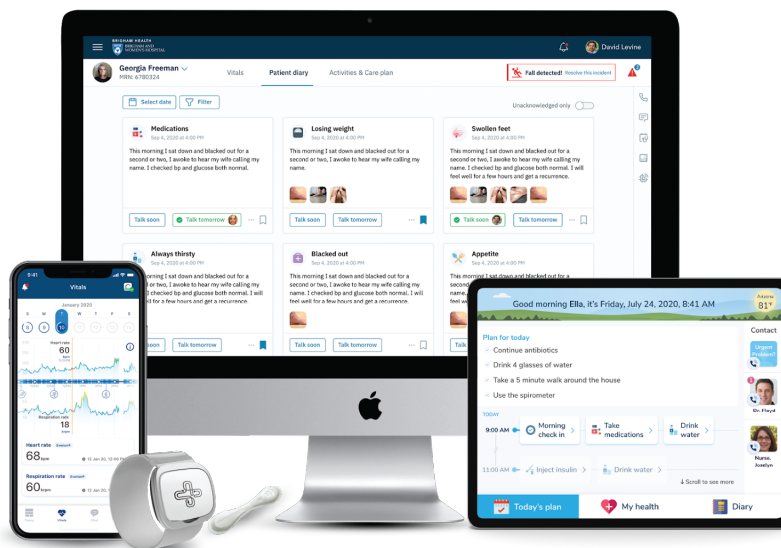 BRIGHAM HEALTH
BRIGHAM AND
WOMEN'S HOSPITAL
David Levine
Georgia Freeman
MRN: 6780324
Vitals
Patient diary
Activities & Care plan
Fall detected! Resolve this incident
2
Select date
Filter
Unacknowledged only
Medications
Sep 4, 2020 at 4:00 PM
This morning I sat down and blacked out for a
second or two, I awoke to hear my wife calling my
name. I checked bp and glucose both normal.
Talk soon
Talk tomorrow
Losing weight
Sep 4, 2020 at 4:00 PM
This morning I sat down and blacked out for a
second or two, I awoke to hear my wife calling my
name. I checked bp and glucose both normal.
Talk soon
Talk tomorrow
Swollen feet
Sep 4, 2020 at 4:00 PM
This morning I sat down and blacked out for a
second or two, I awoke to hear my wife calling my
name. I checked bp and glucose both normal. I will
feel well for a few hours and get a recurrence.
Talk soon
Talk tomorrow
Always thirsty
Sep 4, 2020 at 4:00 PM
morning I sat down and blacked out for a
or two, I awoke to hear my wife calling my
I checked bp and glucose both normal. I will
ell for a few hours and get a recurrence.
Talk tomorrow
Blacked out
Sep 4, 2020 at 4:00 PM
This morning I sat down and blacked out for a
second or two, I awoke to hear my wife calling my
name. I checked bp and glucose both normal. I will
feel well for a few hours and get a recurrence.
Talk soon
Talk tomorrow
Appetite
Sep 4, 2020 at 4:00 PM
This morning I sat down and blacked out for a
9:41
Vitals
January 2020
S M T W T F S
8 9 10
Heart rate
60
bpm
Respiration rate
18
bpm
Heart rate
68 bpm
Respiration rate
60 bpm
Vitals
Good morning Ella, it's Friday, July 24, 2020, 8:41 AM
Arizona
81°F
Plan for today
Continue antibiotics
Drink 4 glasses of water
Take a 5 minute walk around the house
Use the spirometer
TODAY
9:00 AM
Morning
check in
Take
medications
Drink
water
11:00 AM
Inject insulin
Drink water
Scroll to see more
Contact
Urgent
Problem?
1
Dr. Floyd
Nurse.
Joselyn
Today's plan
My health
Diary